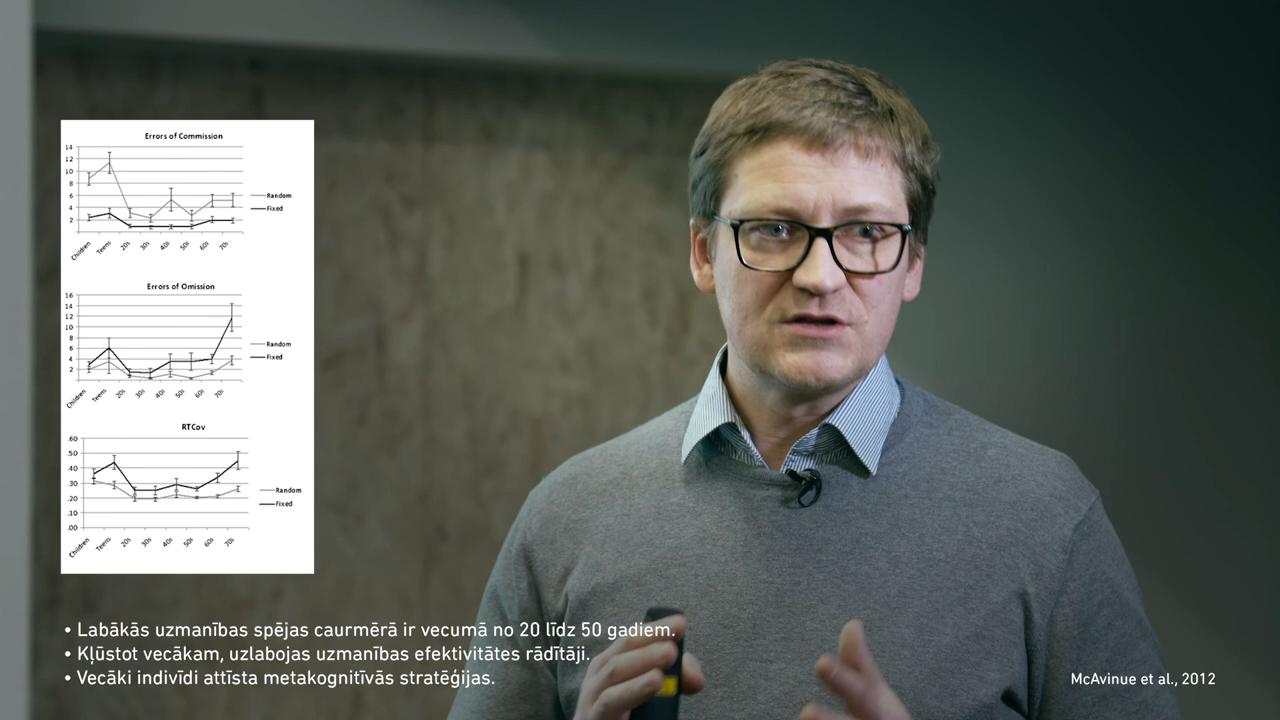 Errors of Commission
14
12
10
8
6
4
2
Random
Fixed
Children
Teens
20s
30s
40s
50s
60s
70s
Errors of Omission
16
14
12
10
8
6
4
2
Random
Fixed
Children
Teens
20s
30s
40s
50s
60s
70s
RTCov
.60
.50
.40
.30
.20
.10
.00
Random
Fixed
Children
Teens
20s
30s
40s
50s
60s
70s
• Labākās uzmanības spējas caurmērā ir vecumā no 20 līdz 50 gadiem.
• Kļūstot vecākam, uzlabojas uzmanības efektivitātes rādītāji.
• Vecāki indivīdi attīsta metakognitīvās stratēģijas.
McAvinue et al., 2012